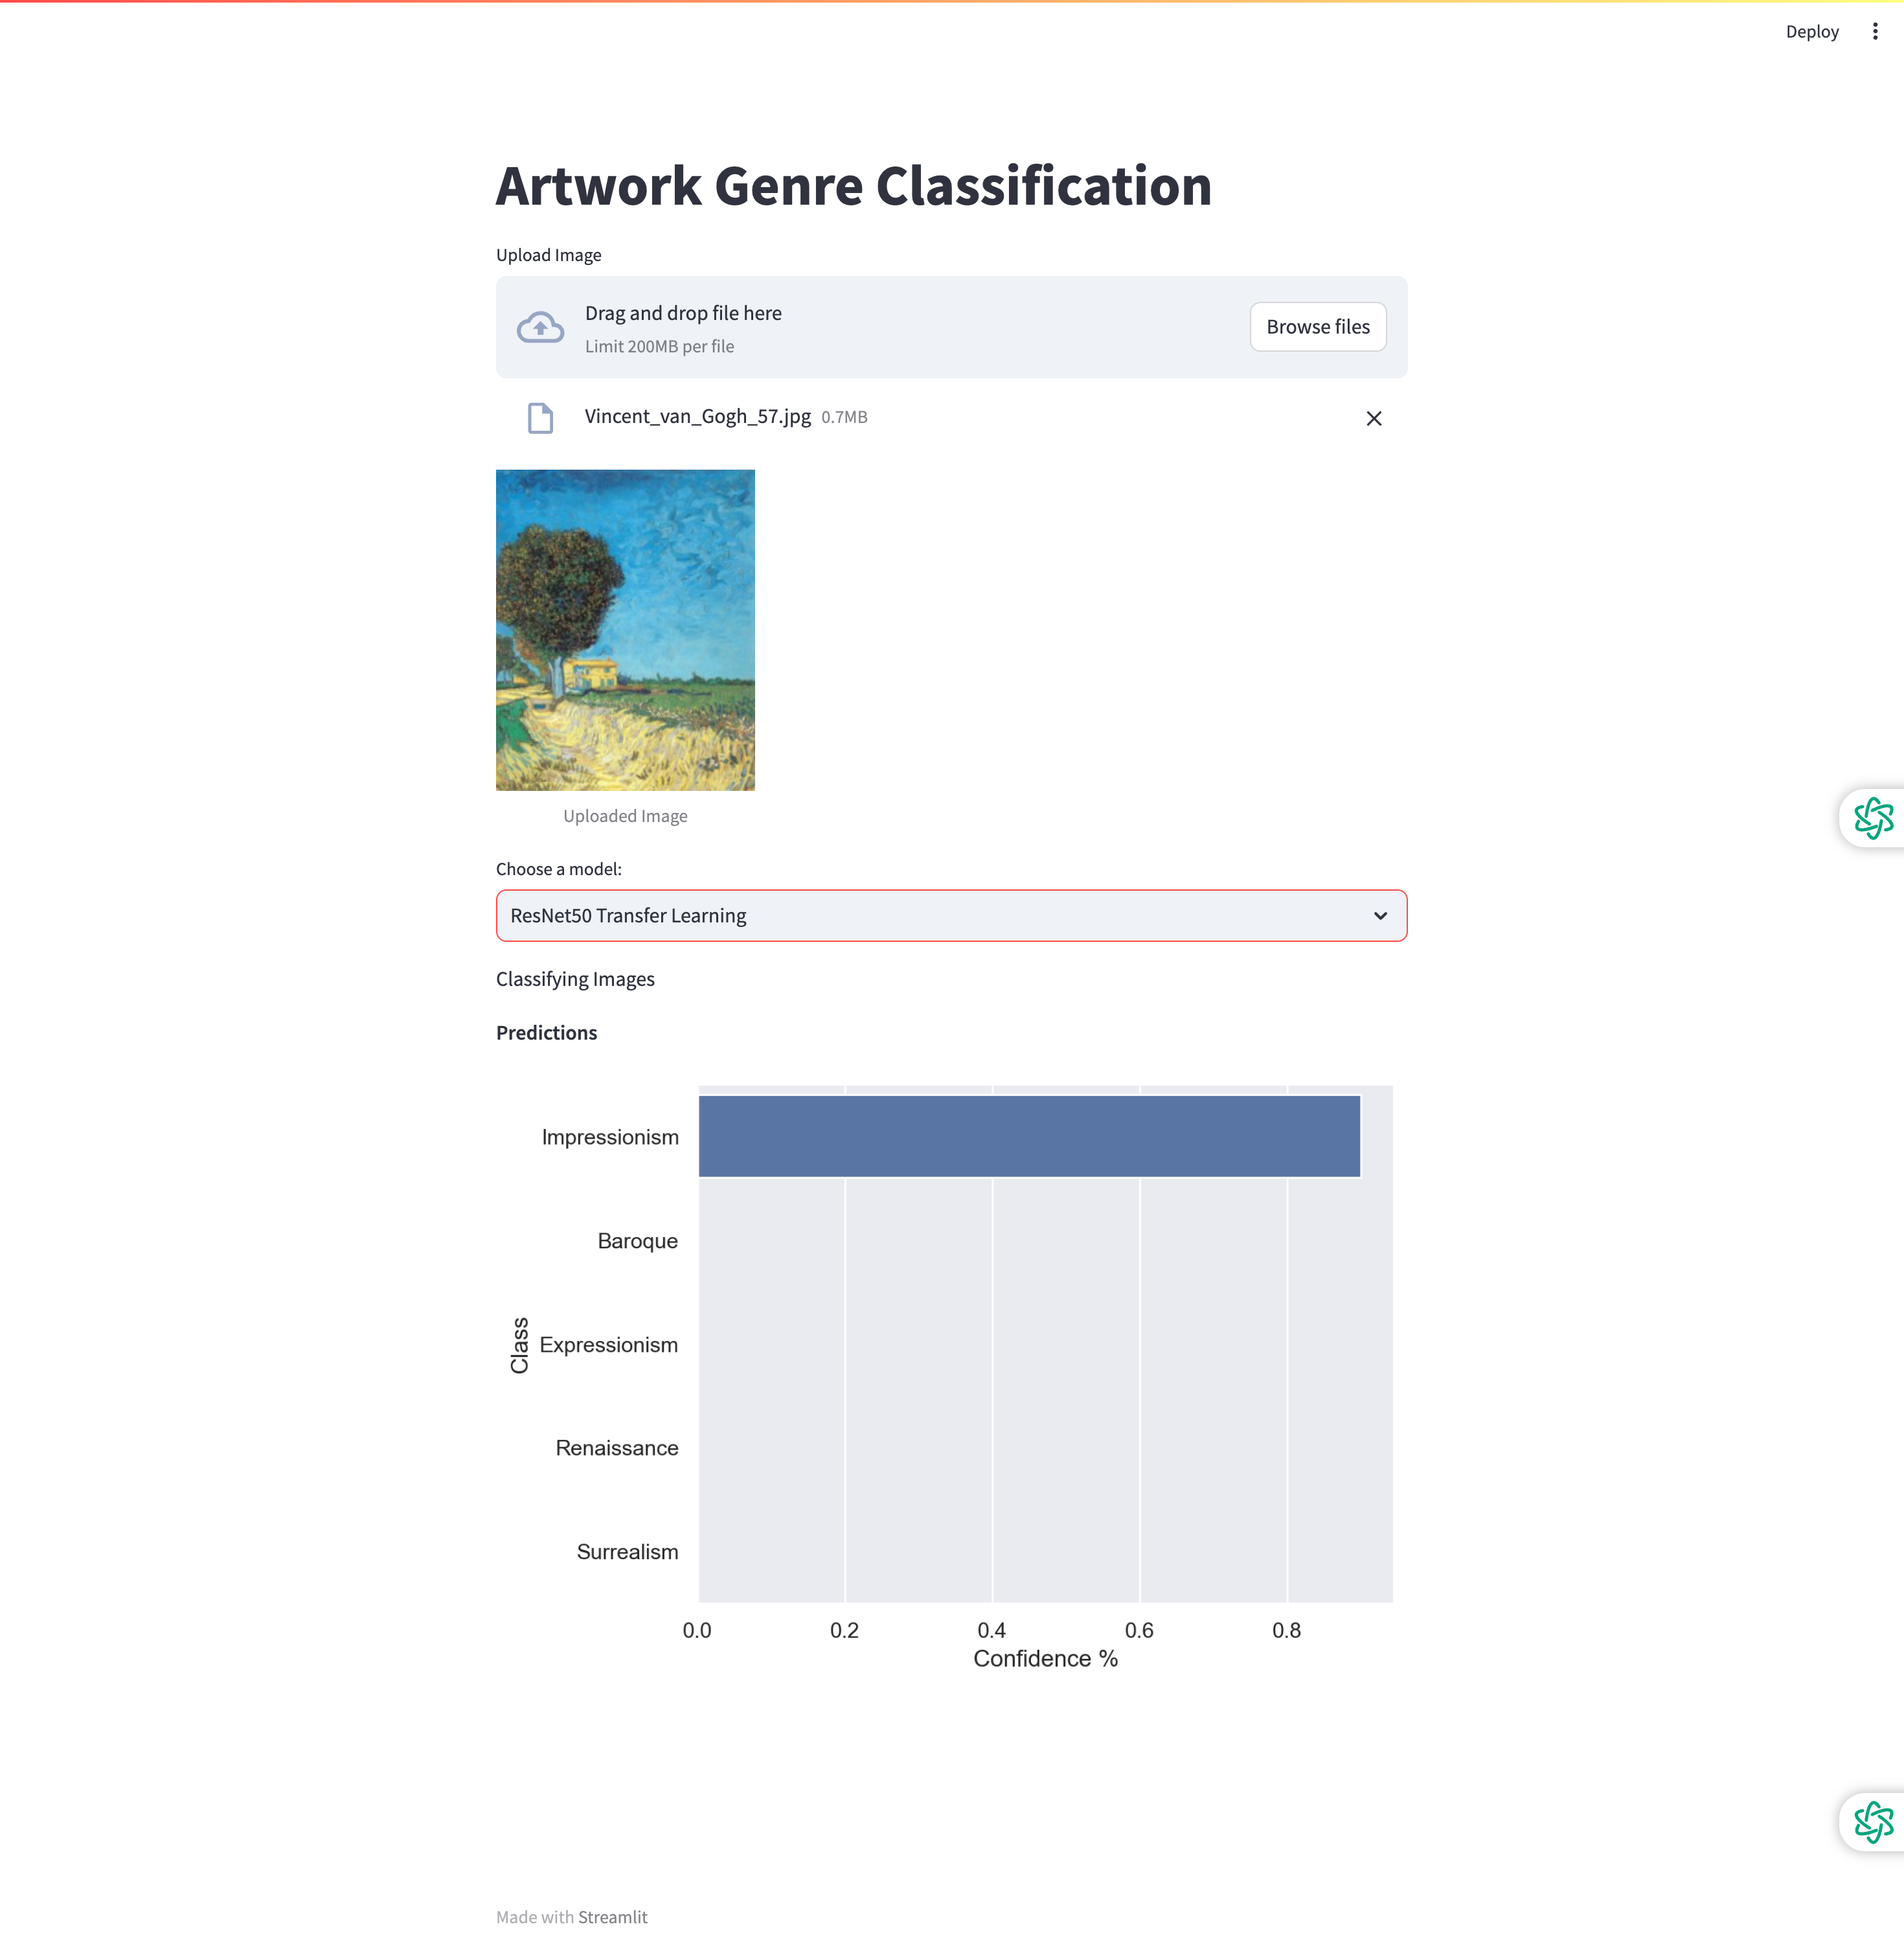 Deploy
Artwork Genre Classification
Upload Image
Drag and drop file here
Limit 200MB per file
Browse files
Vincent_van_Gogh_57.jpg 0.7MB
Uploaded Image
Choose a model:
ResNet50 Transfer Learning
Classifying Images
Predictions
Impressionism
Baroque
Class
Expressionism
Renaissance
Surrealism
0.0 0.2 0.4 0.6 0.8
Confidence %
Made with Streamlit